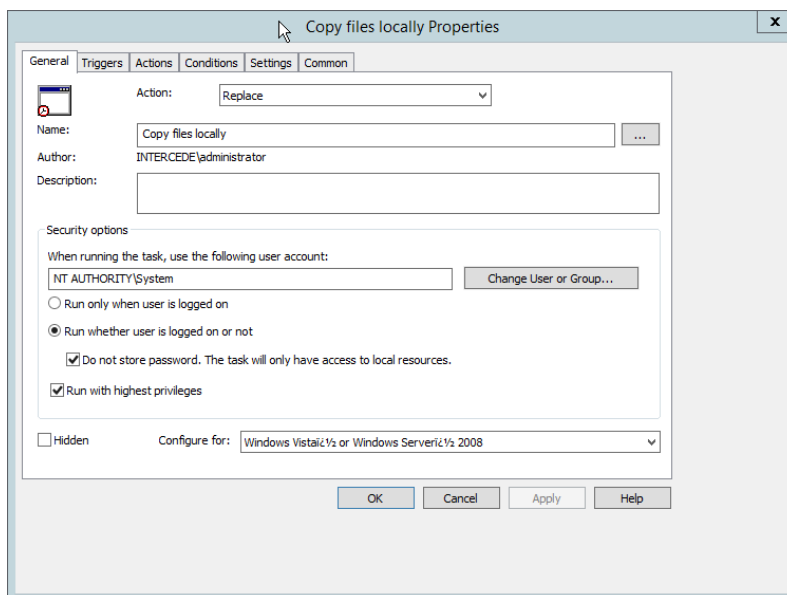 Copy files locally Properties
x
General Triggers Actions Conditions Settings Common
Action: Replace
Name: Copy files locally ...
Author: INTERCEDE\administrator
Description:
Security options
When running the task, use the following user account:
NT AUTHORITY\System Change User or Group...
Run only when user is logged on
Run whether user is logged on or not
Do not store password. The task will only have access to local resources.
Run with highest privileges
Hidden Configure for: Windows Vistaï¿½ or Windows Serverï¿½ 2008
OK Cancel Apply Help